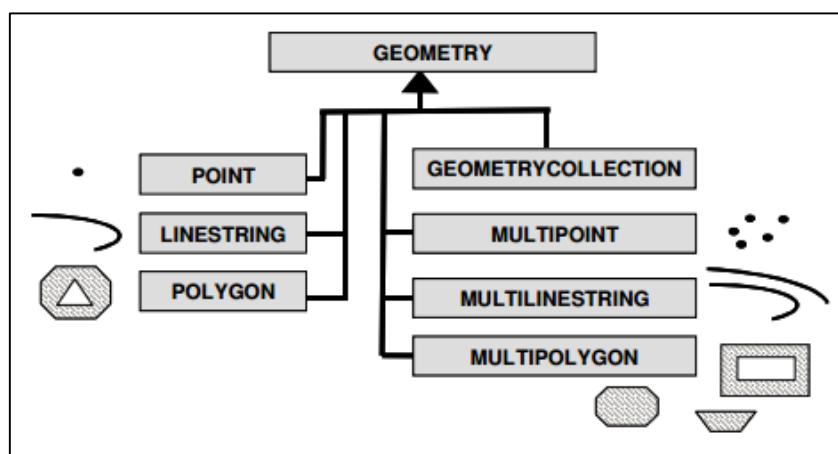 GEOMETRY
POINT
LINESTRING
POLYGON
GEOMETRYCOLLECTION
MULTIPOINT
MULTILINESTRING
MULTIPOLYGON